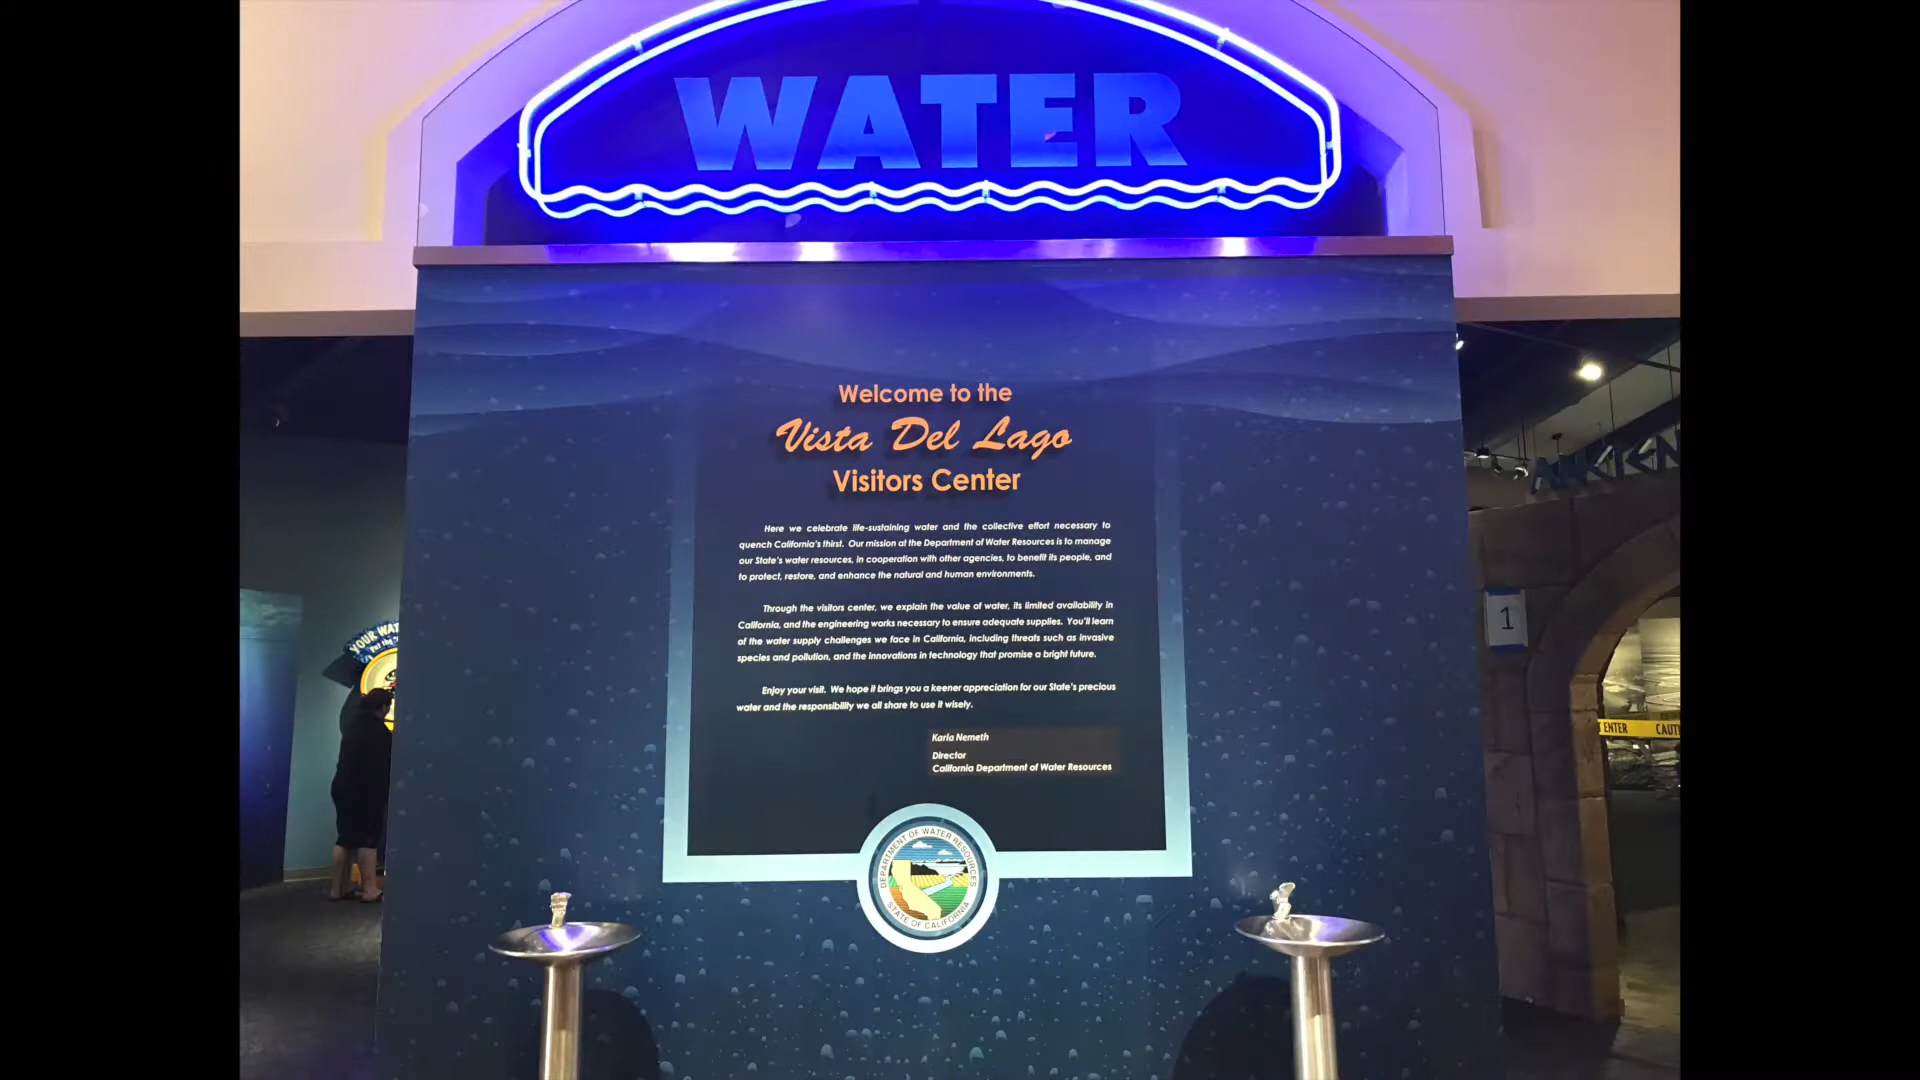 WATER
Welcome to the
Vista Del Lago
Visitors Center
Here we celebrate life-sustaining water and the collective effort necessary to
quench California's thirst. Our mission at the Department of Water Resources is to manage
our State's water resources, in cooperation with other agencies, to benefit its people, and
to protect, restore, and enhance the natural and human environments.
Through the visitors center, we explain the value of water, its limited availability in
California, and the engineering works necessary to ensure adequate supplies. You'll learn
of the water supply challenges we face in California, including threats such as invasive
species and pollution, and the innovations in technology that promise a bright future.
Enjoy your visit. We hope it brings you a keener appreciation for our State's precious
water and the responsibility we all share to use it wisely.
Karla Nemeth
Director
California Department of Water Resources
DEPARTMENT OF WATER RESOURCES
STATE OF CALIFORNIA
YOUR WAT
1
T ENTER CAUT